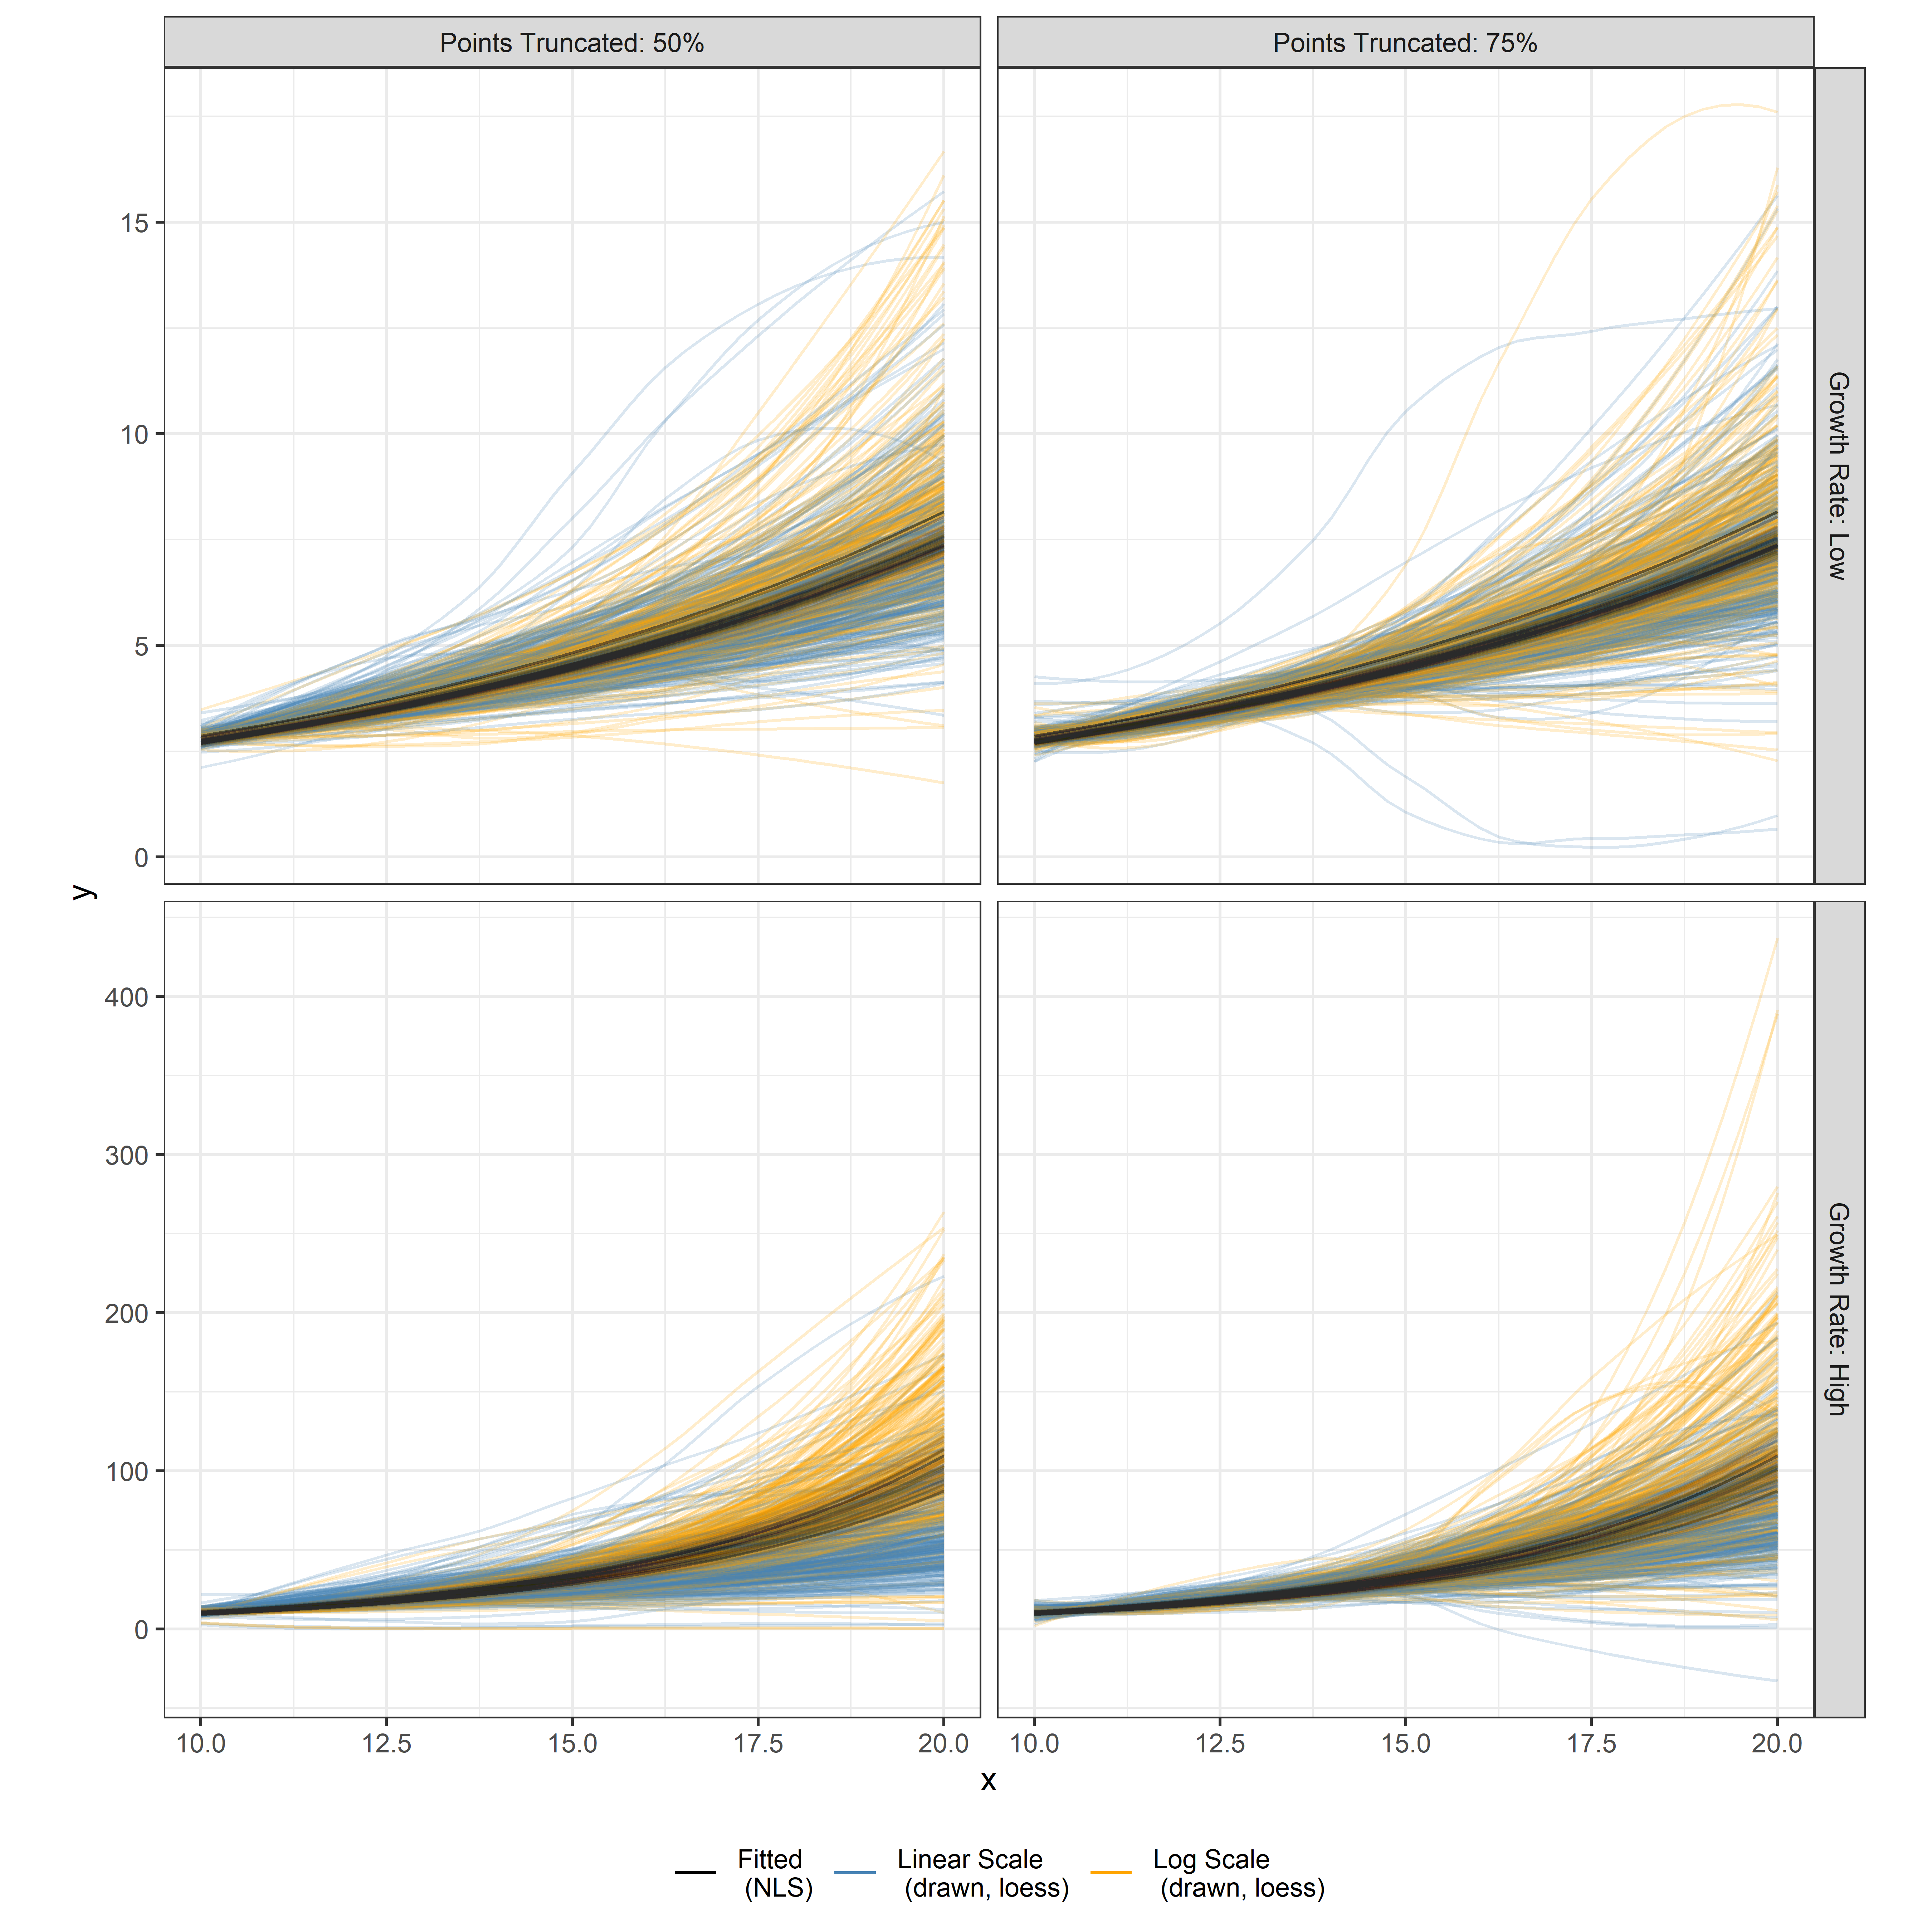 Points Truncated: 50%
Points Truncated: 75%
15
10
5
0
Growth Rate: Low
y
400
300
200
100
0
Growth Rate: High
10.0 12.5 15.0 17.5 20.0
10.0 12.5 15.0 17.5 20.0
x
Fitted
(NLS)
Linear Scale
(drawn, loess)
Log Scale
(drawn, loess)